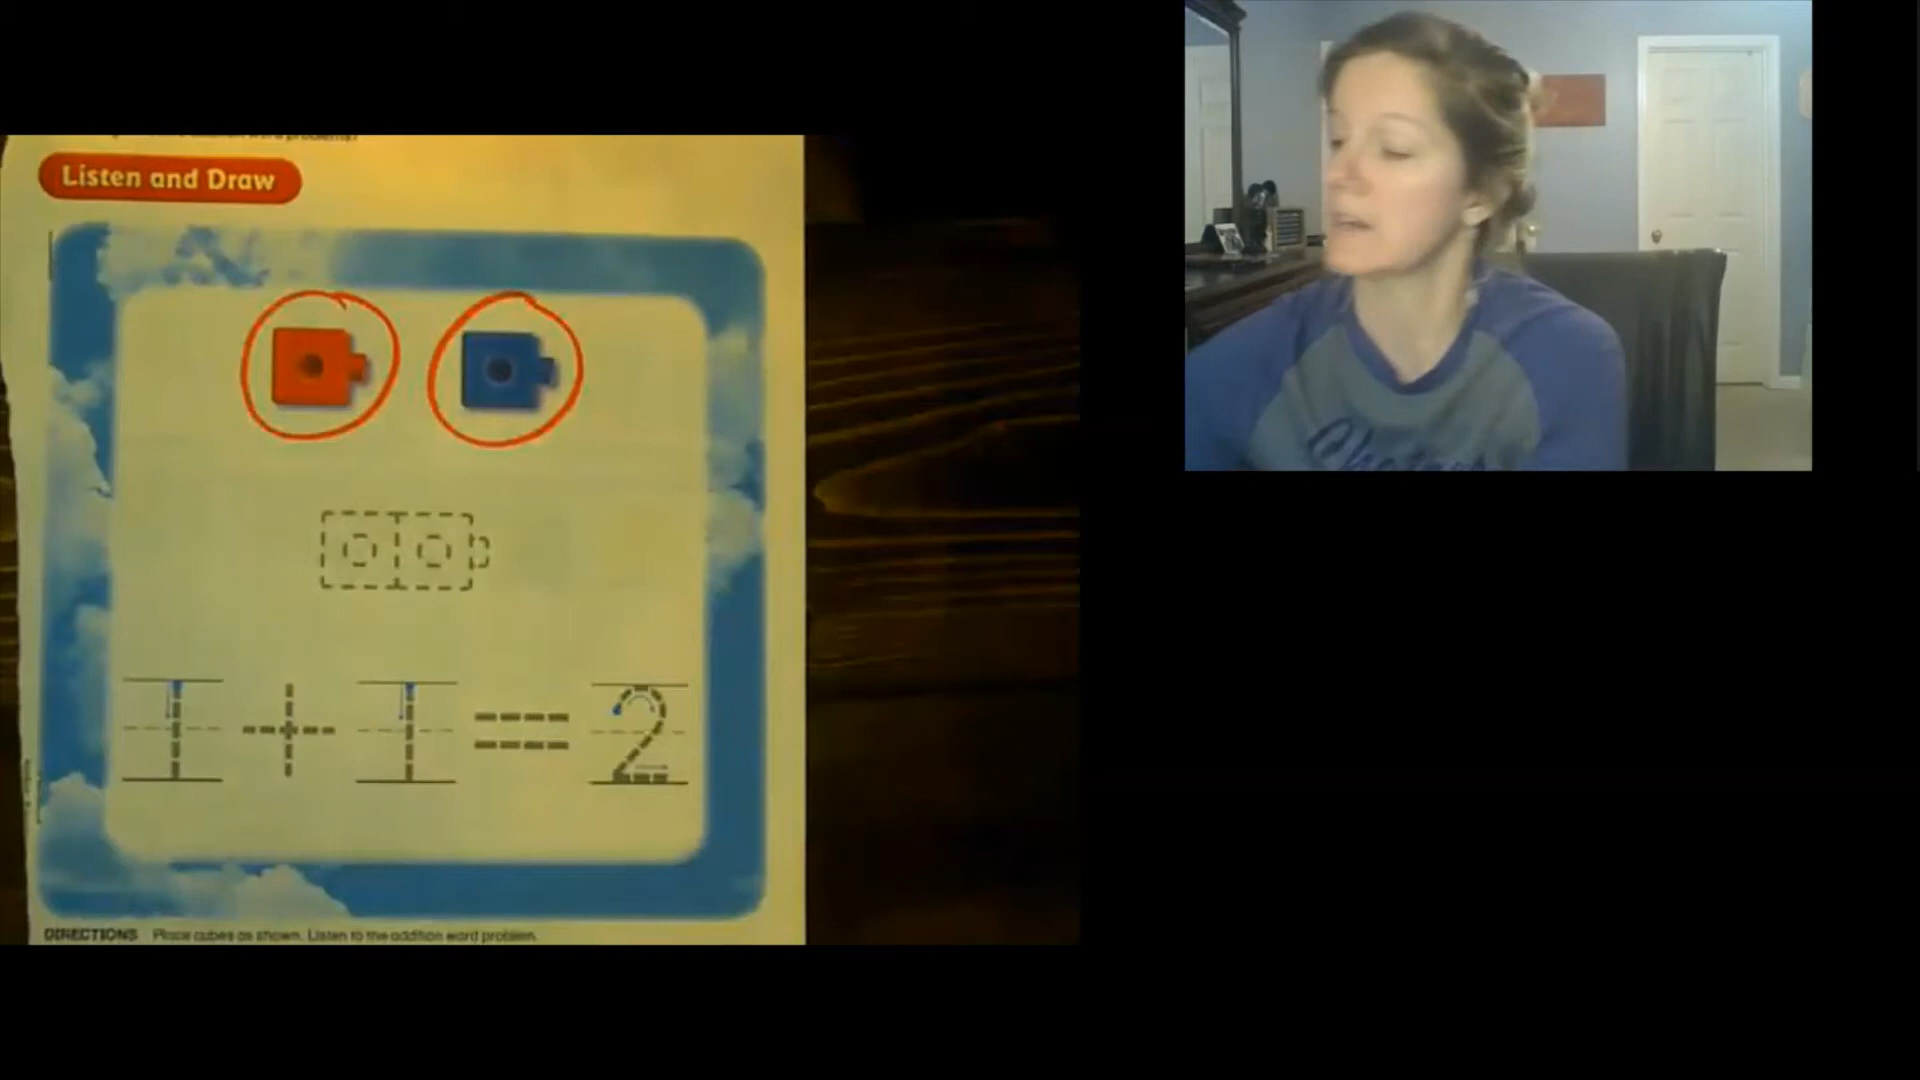 Listen and Draw
1 + 1 = 2
DIRECTIONS Place cubes as shown. Listen to the addition word problem.